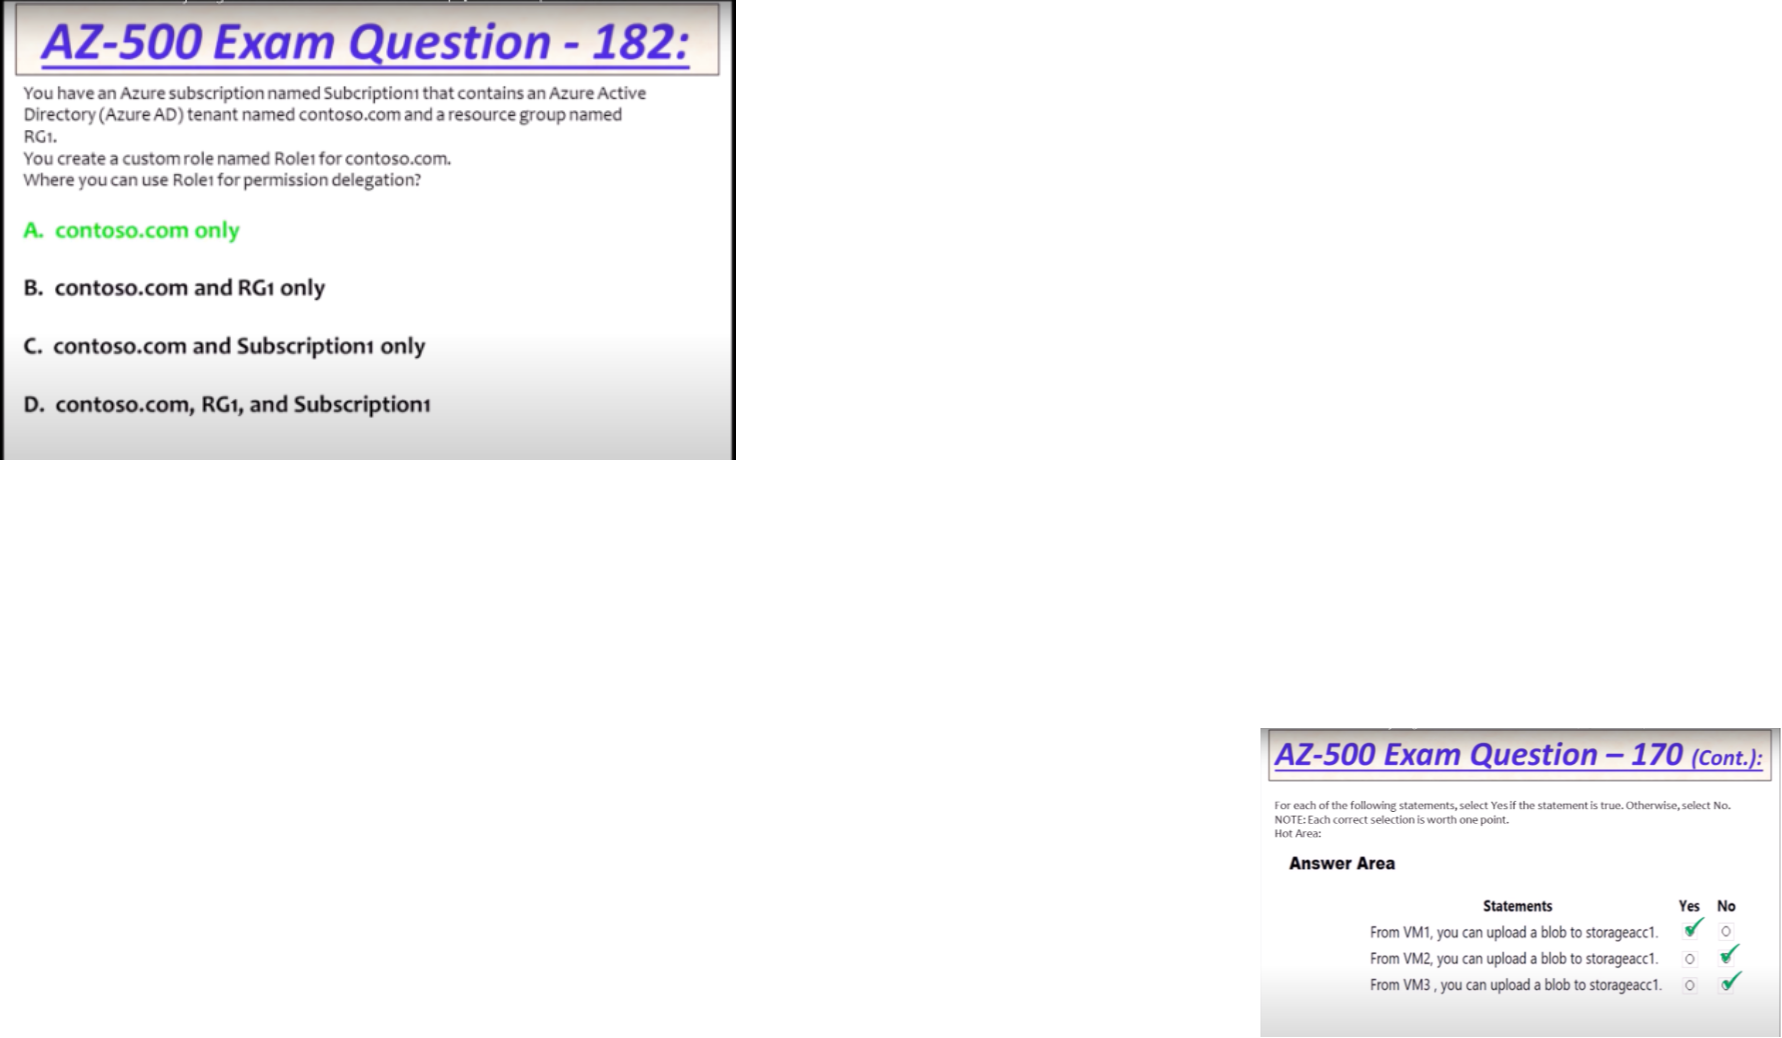 AZ-500 Exam Question - 182:
You have an Azure subscription named Subcription1 that contains an Azure Active
Directory (Azure AD) tenant named contoso.com and a resource group named
RG1.
You create a custom role named Role1 for contoso.com.
Where you can use Role1 for permission delegation?
A. contoso.com only
B. contoso.com and RG1 only
C. contoso.com and Subscription1 only
D. contoso.com, RG1, and Subscription1
AZ-500 Exam Question – 170 (Cont.):
For each of the following statements, select Yes if the statement is true. Otherwise, select No.
NOTE: Each correct selection is worth one point.
Hot Area:
Answer Area
Statements Yes No
From VM1, you can upload a blob to storageacc1.
From VM2, you can upload a blob to storageacc1.
From VM3 , you can upload a blob to storageacc1.